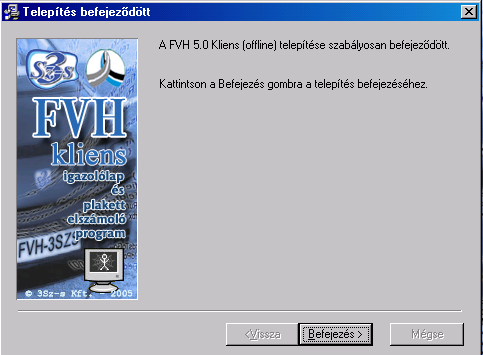 Telepítés befejeződött
A FVH 5.0 Kliens (offline) telepítése szabályosan befejeződött.
Kattintson a Befejezés gombra a telepítés befejezéséhez.
3Sz-s
FVH
kliens
igazolólap
és
plakett
elszámoló
program
FVH-3SZS
© 3Sz-s Kft. 2005
<Vissza
Befejezés >
Mégse